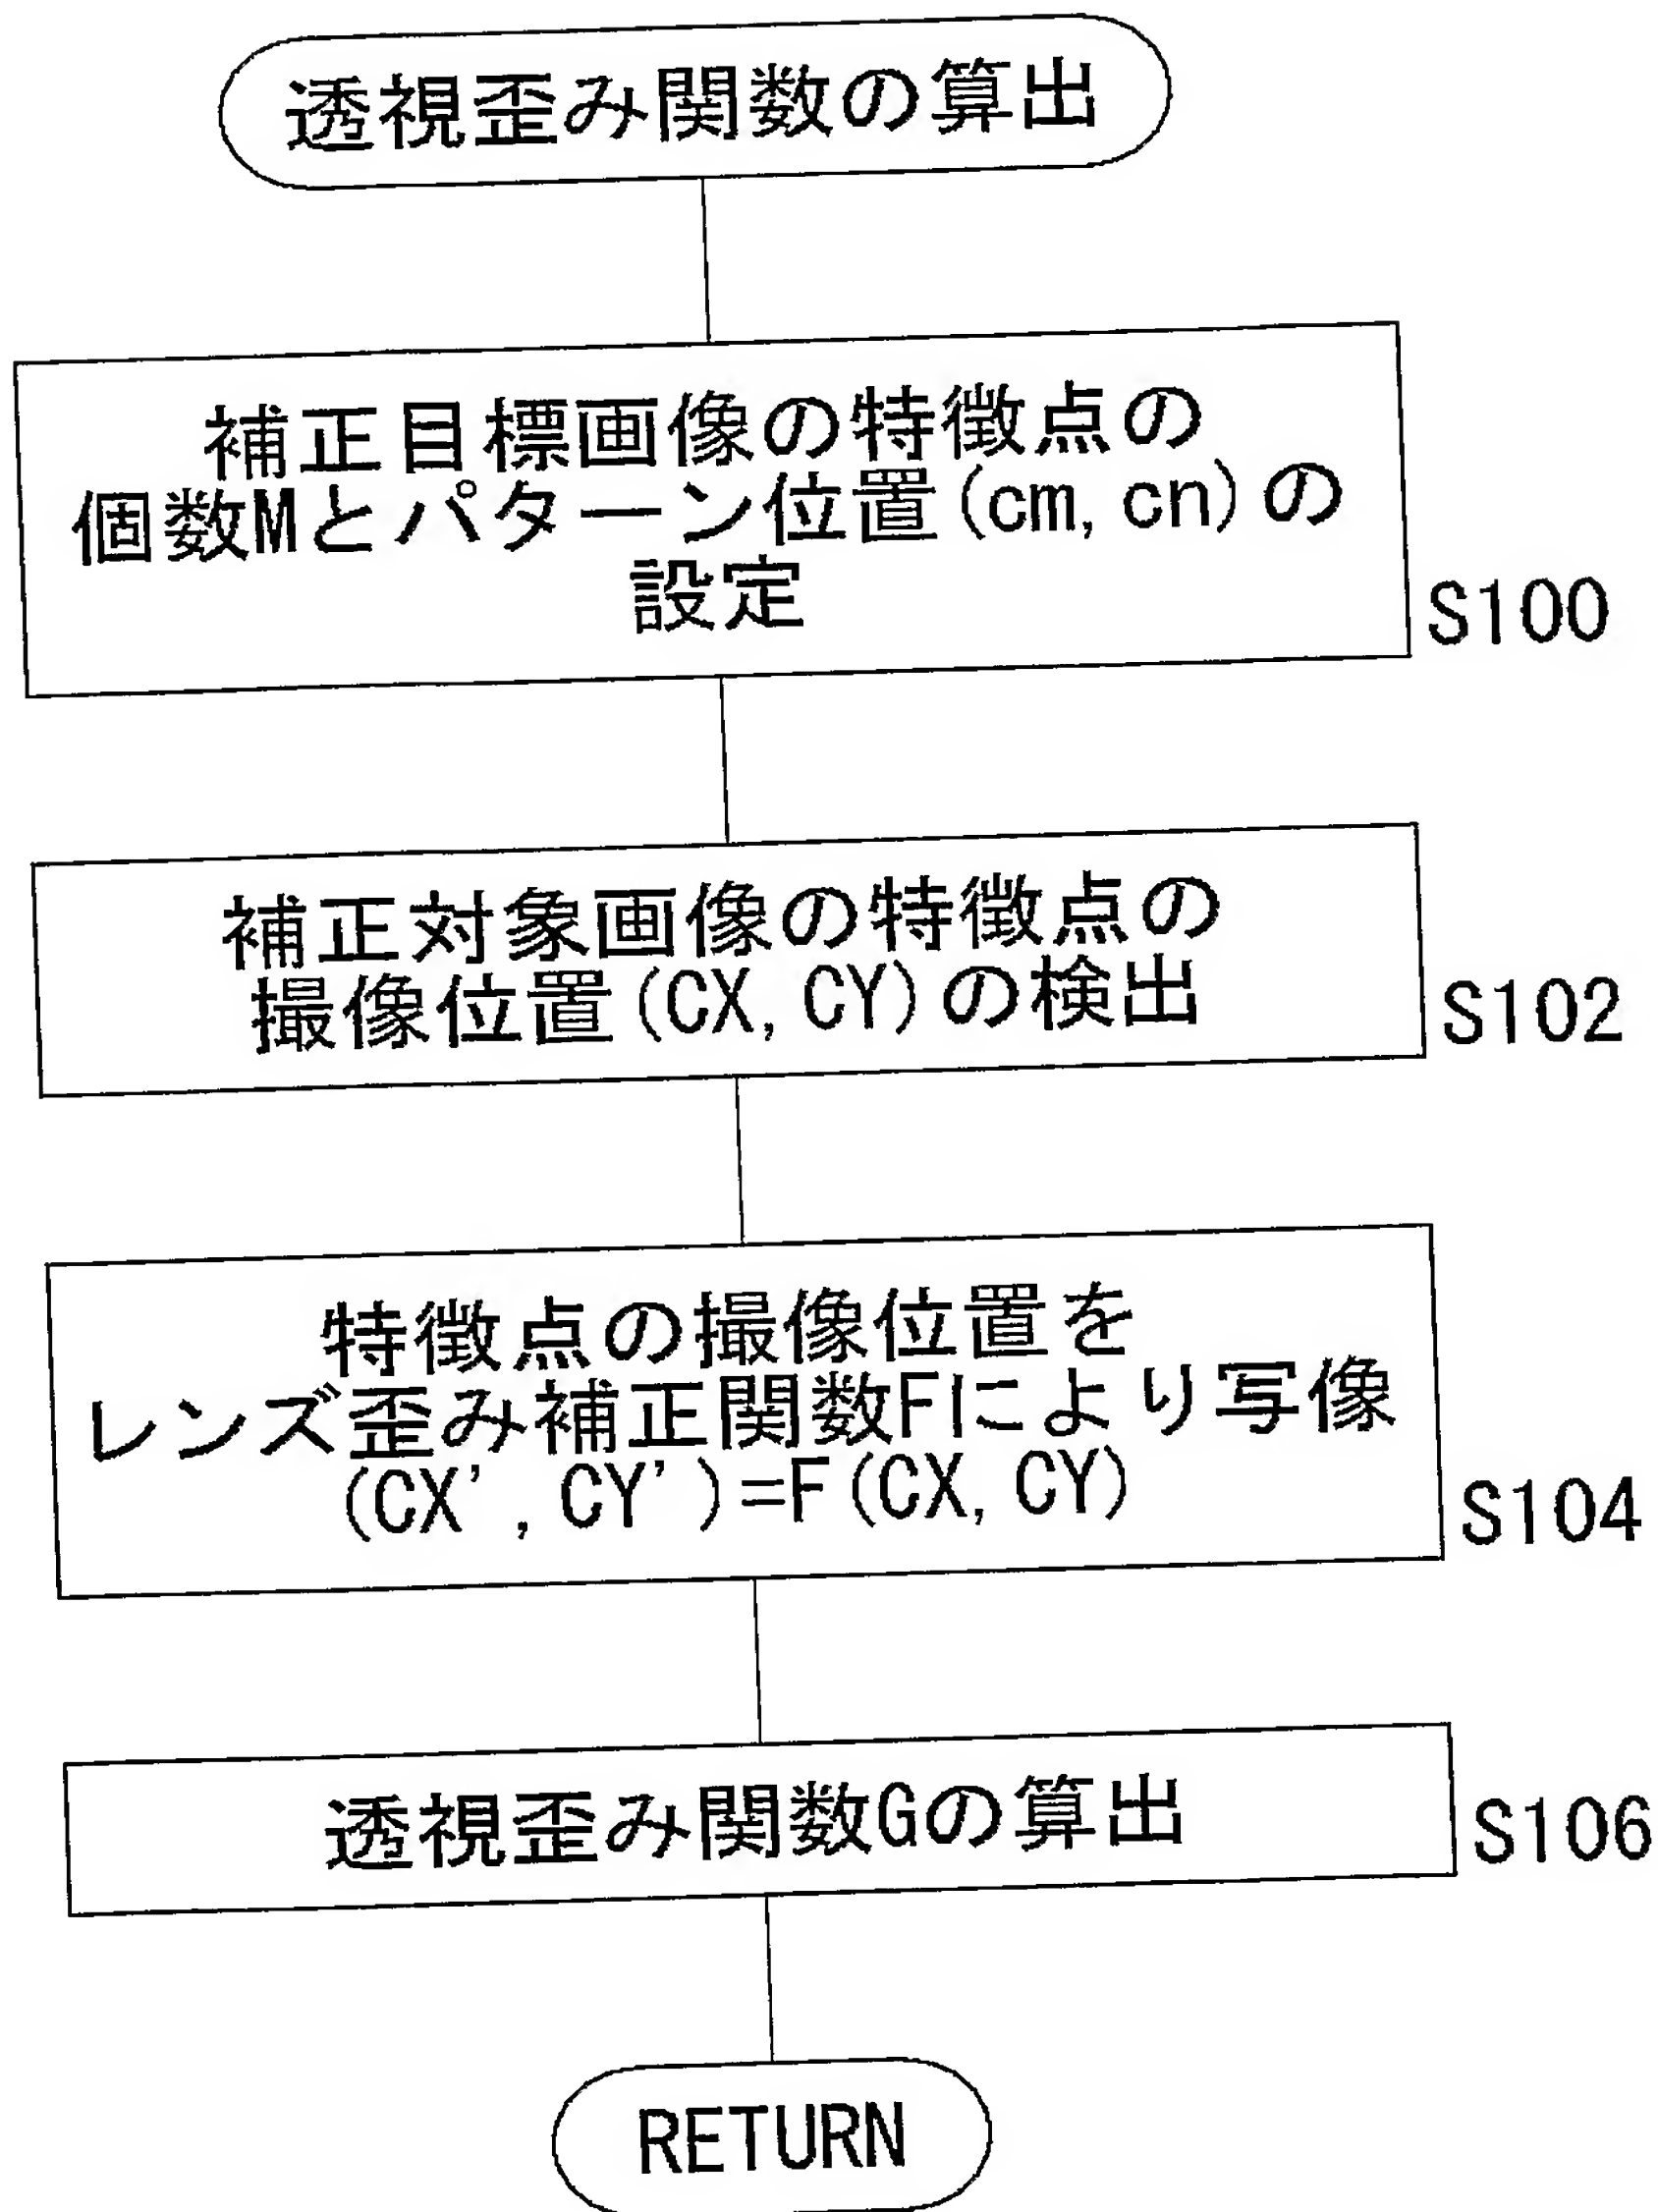 透視歪み関数の算出
補正目標画像の特徴点の
個数Mとパターン位置(cm, cn)の
設定
S100
補正対象画像の特徴点の
撮像位置(CX, CY)の検出
S102
特徴点の撮像位置を
レンズ歪み補正関数Fにより写像
(CX', CY')=F(CX, CY)
S104
透視歪み関数Gの算出
S106
RETURN